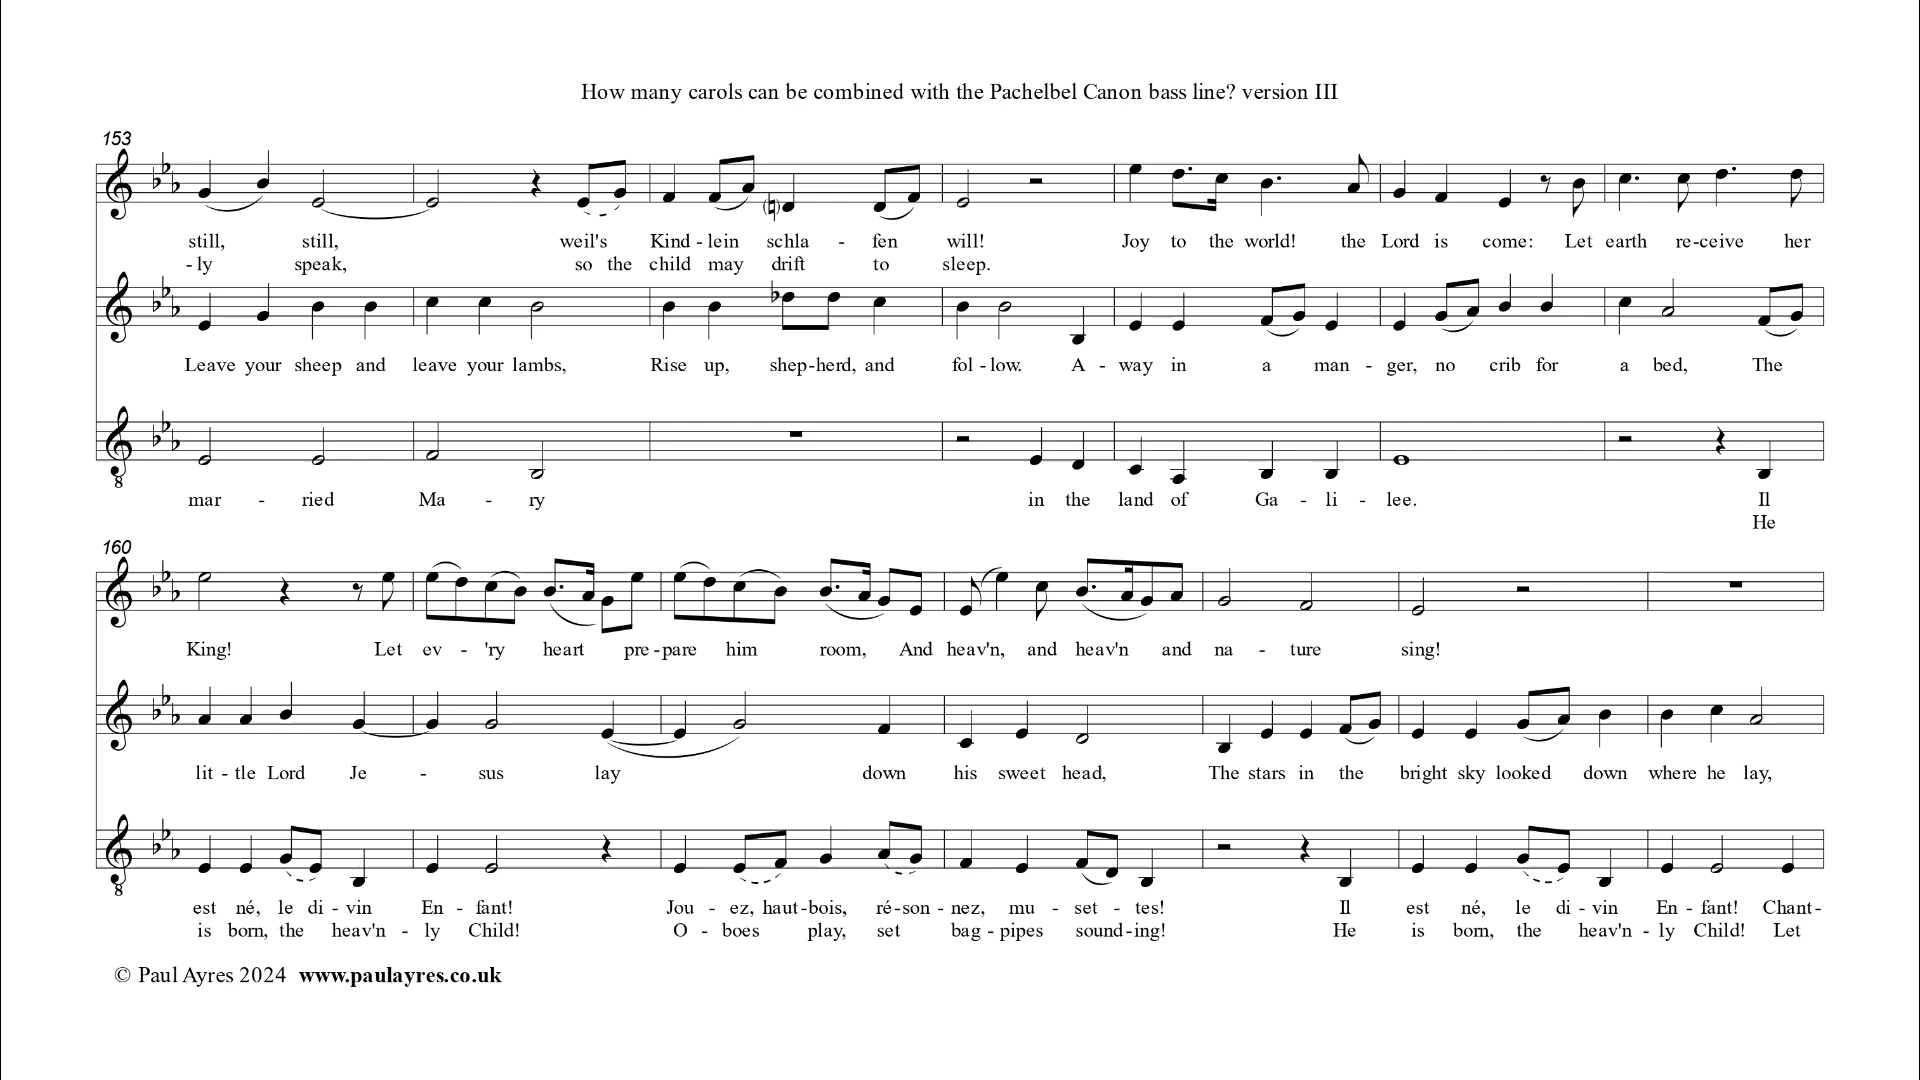 How many carols can be combined with the Pachelbel Canon bass line? version III
153
still, still, weil's Kind - lein schla - fen will! Joy to the world! the Lord is come: Let earth re-ceive her
- ly speak, so the child may drift to sleep.
Leave your sheep and leave your lambs, Rise up, shep-herd, and fol - low. A - way in a man - ger, no crib for a bed, The
8
mar - ried Ma - ry in the land of Ga - li - lee. Il
He
160
King! Let ev - 'ry heart pre - pare him room, And heav'n, and heav'n and na - ture sing!
lit - tle Lord Je - sus lay down his sweet head, The stars in the bright sky looked down where he lay,
8
est né, le di - vin En - fant! Jou - ez, haut-bois, ré-son - nez, mu - set - tes! Il est né, le di - vin En - fant! Chant-
is born, the heav'n - ly Child! O - boes play, set bag - pipes sound-ing! He is born, the heav'n - ly Child! Let
© Paul Ayres 2024 www.paulayres.co.uk